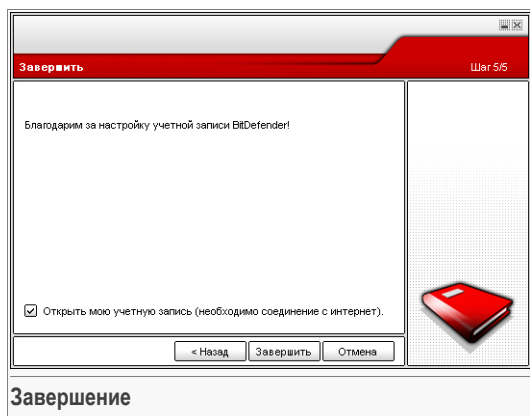 Завершить
Шаг 5/5
Благодарим за настройку учетной записи BitDefender!
Открыть мою учетную запись (необходимо соединение с интернет).
< Назад
Завершить
Отмена
Завершение